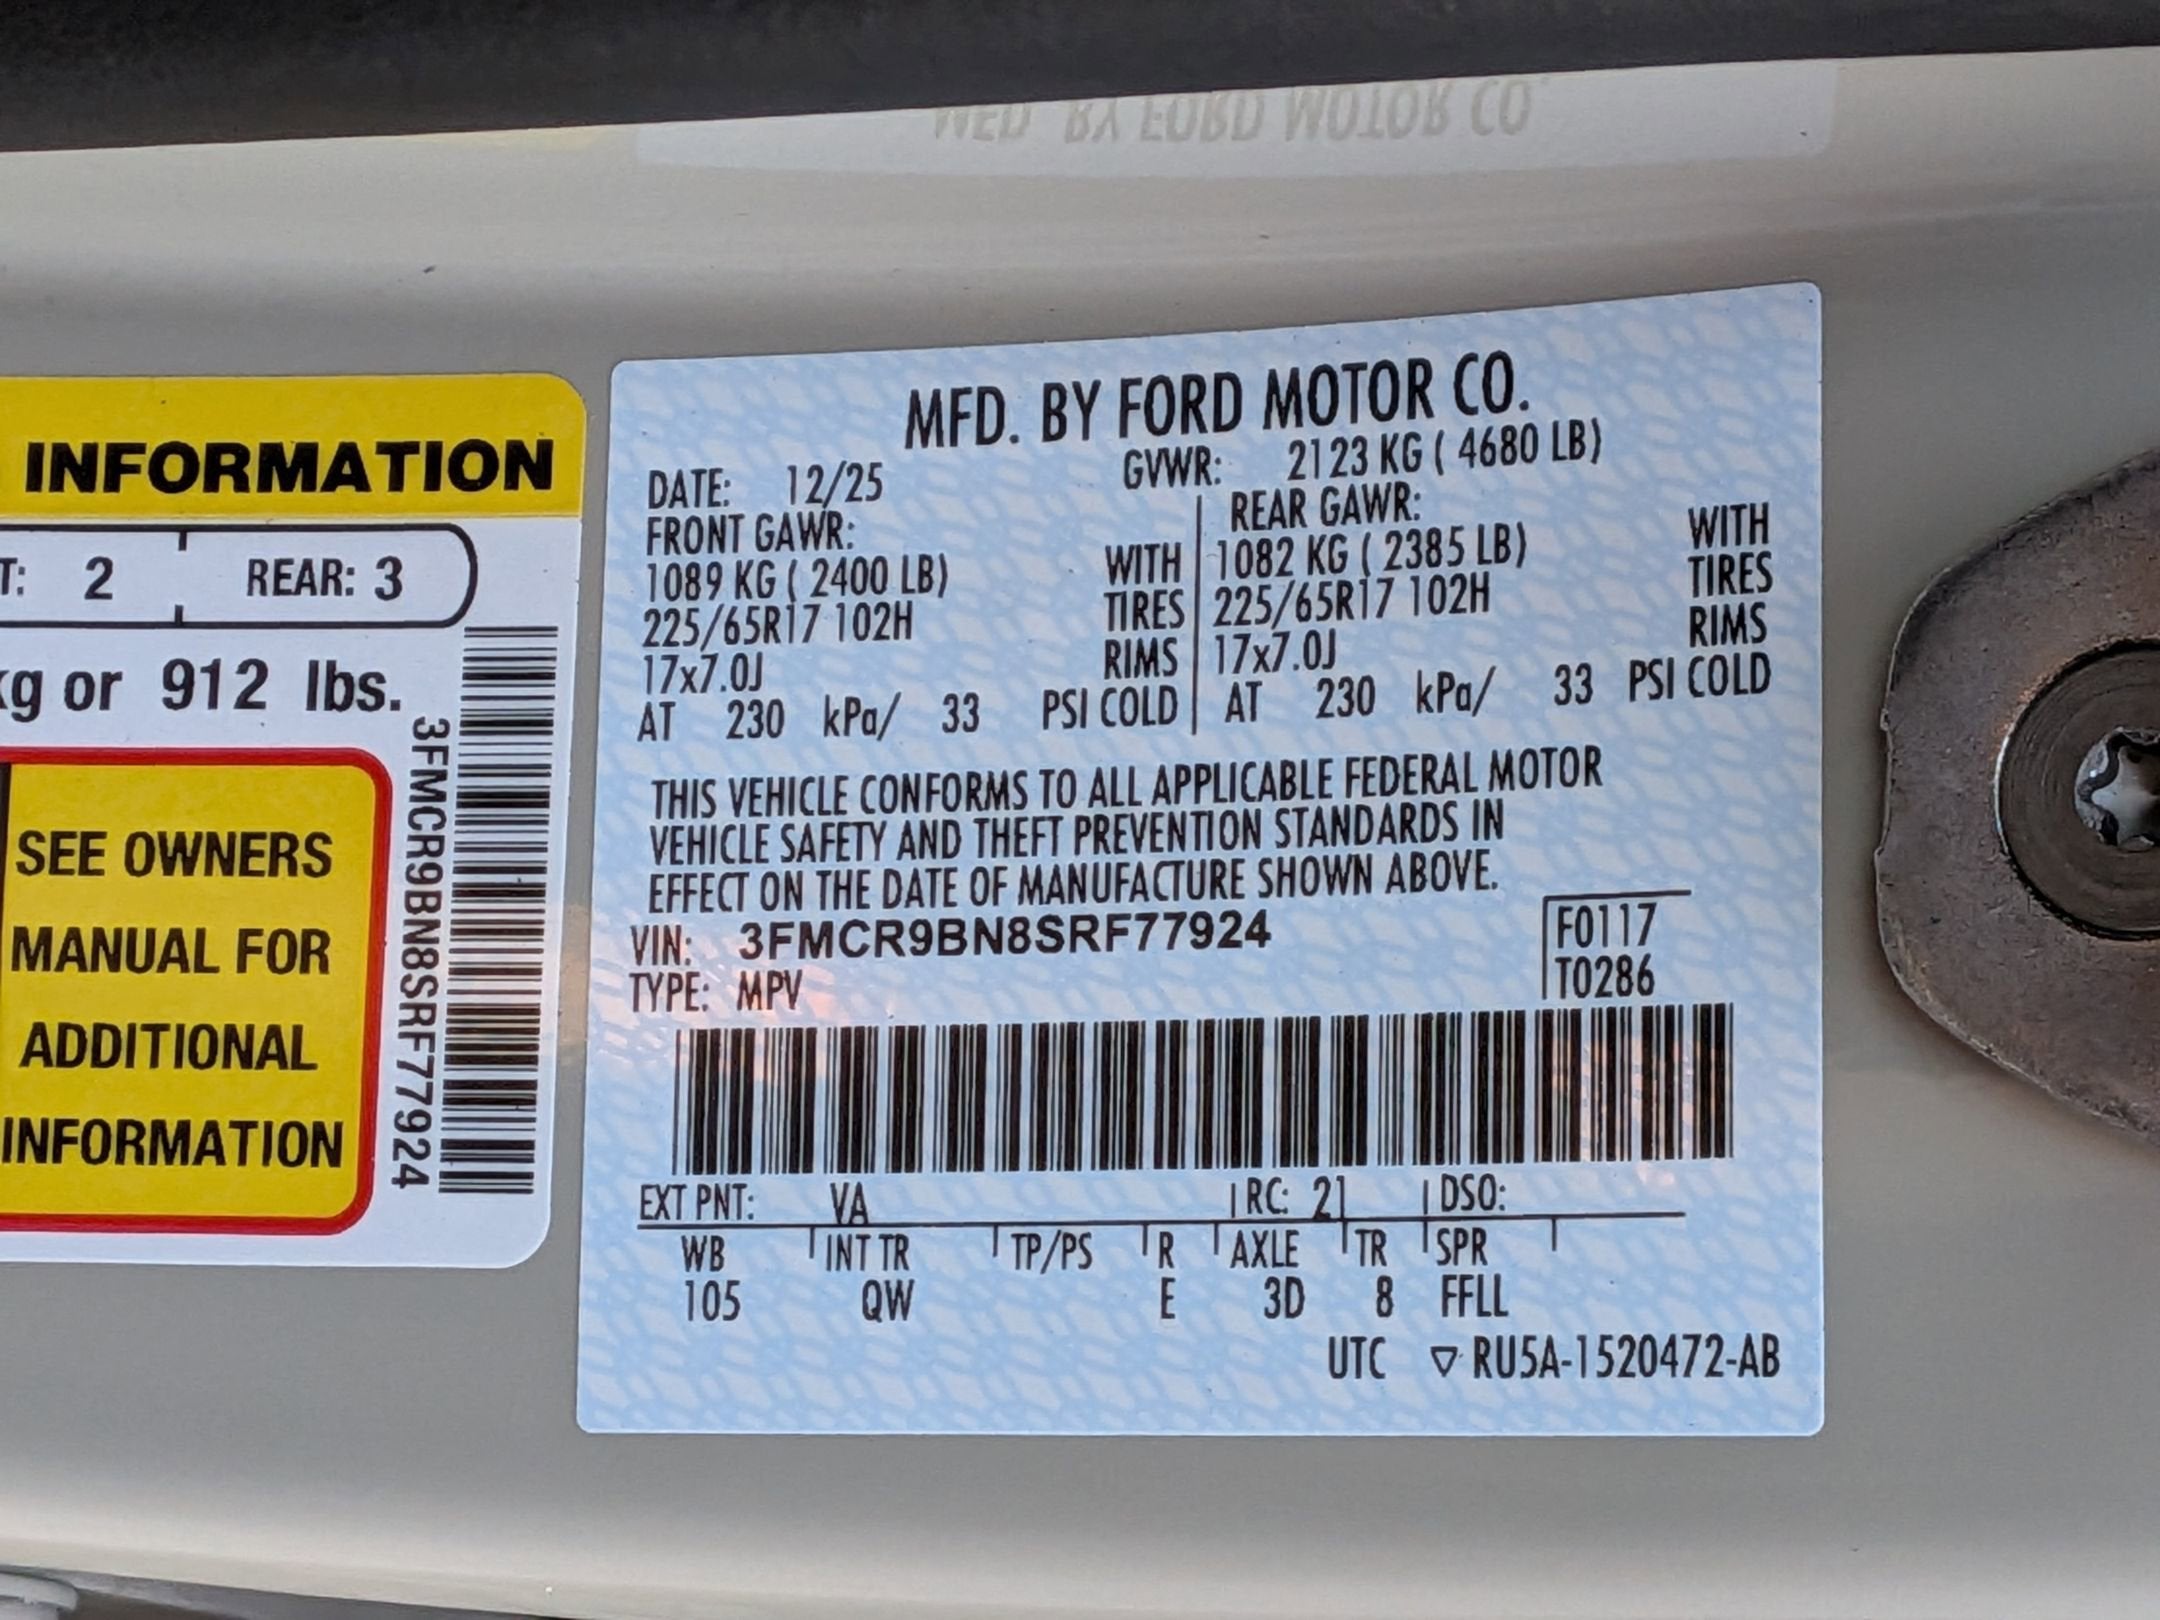 MFD. BY FORD MOTOR CO.
INFORMATION
T: 2 REAR: 3
kg or 912 lbs.
SEE OWNERS
MANUAL FOR
ADDITIONAL
INFORMATION
3FMCR9BN8SRF77924
MFD. BY FORD MOTOR CO.
DATE: 12/25 GVWR: 2123 KG ( 4680 LB)
FRONT GAWR: REAR GAWR:
1089 KG ( 2400 LB) WITH 1082 KG ( 2385 LB) WITH
225/65R17 102H TIRES 225/65R17 102H TIRES
17x7.0J RIMS 17x7.0J RIMS
AT 230 kPa/ 33 PSI COLD AT 230 kPa/ 33 PSI COLD
THIS VEHICLE CONFORMS TO ALL APPLICABLE FEDERAL MOTOR
VEHICLE SAFETY AND THEFT PREVENTION STANDARDS IN
EFFECT ON THE DATE OF MANUFACTURE SHOWN ABOVE.
VIN: 3FMCR9BN8SRF77924 F0117
TYPE: MPV T0286
EXT PNT: VA RC: 21 DSO:
WB INT TR TP/PS R AXLE TR SPR
105 QW E 3D 8 FFLL
UTC ▽ RU5A-1520472-AB